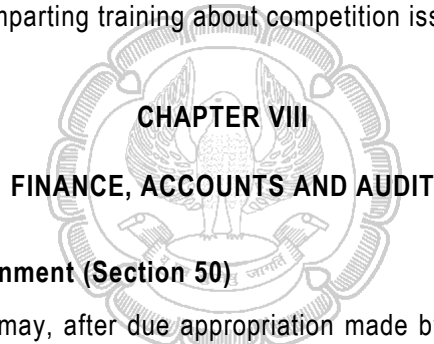 mparting training about competition iss
CHAPTER VIII
FINANCE, ACCOUNTS AND AUDIT
nment (Section 50)
may, after due appropriation made b